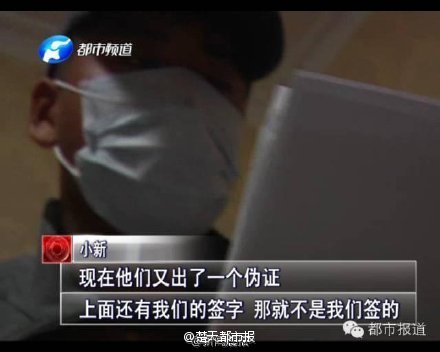 都市频道
小新
现在他们又出了一个伪证
上面还有我们的签字 那就不是我们签的
@楚天都市报
都市报道